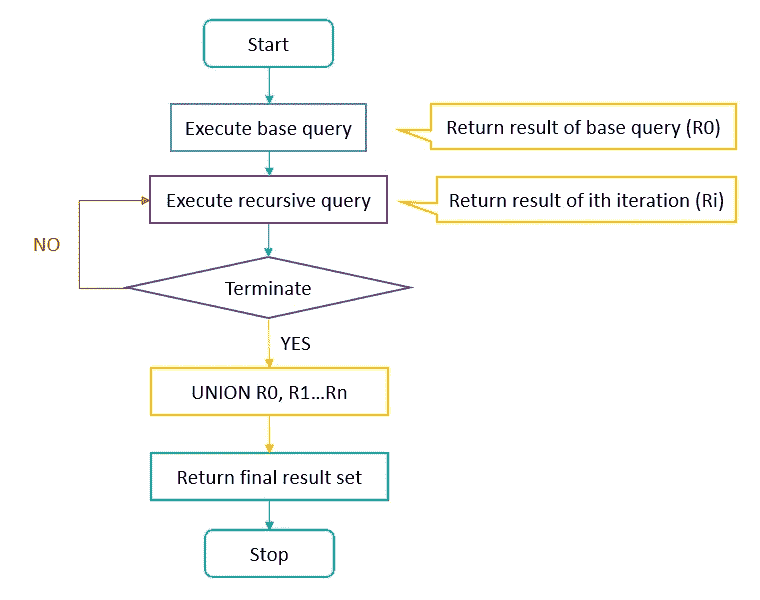 Start
Execute base query
Return result of base query (R0)
Execute recursive query
Return result of ith iteration (Ri)
NO
Terminate
YES
UNION R0, R1...Rn
Return final result set
Stop